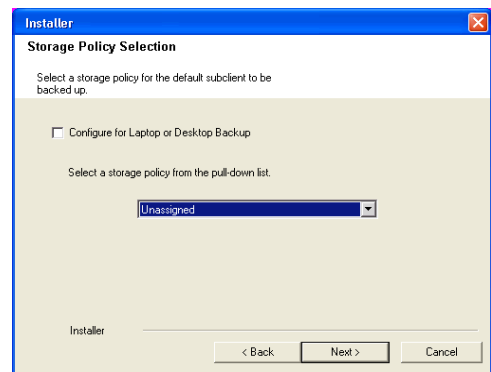 Installer
Storage Policy Selection
Select a storage policy for the default subclient to be
backed up.
Configure for Laptop or Desktop Backup
Select a storage policy from the pull-down list.
Unassigned
Installer
< Back
Next >
Cancel